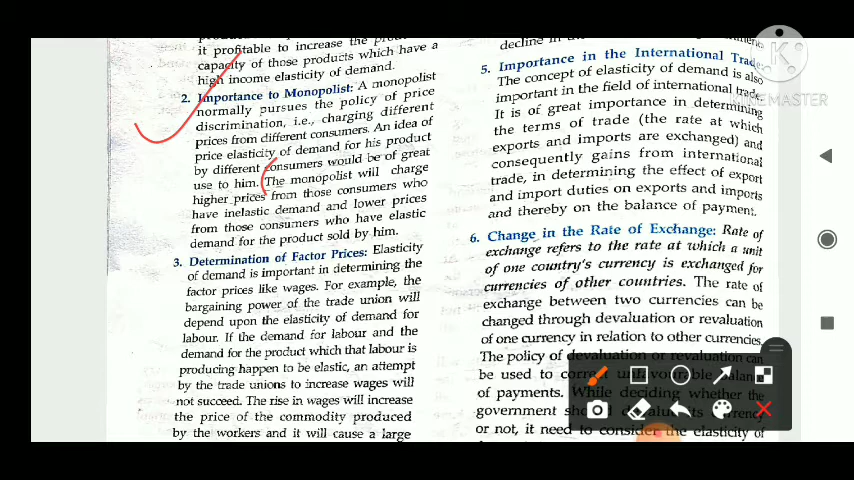 it profitable to increase the
capacity of those products which have a
high income elasticity of demand.
2. Importance to Monopolist: A monopolist
normally pursues the policy of price
discrimination, i.e., charging different
prices from different consumers. An idea of
price elasticity of demand for his product
by different consumers would be of great
use to him. The monopolist will charge
higher prices from those consumers who
have inelastic demand and lower prices
from those consumers who have elastic
demand for the product sold by him.
3. Determination of Factor Prices: Elasticity
of demand is important in determining the
factor prices like wages. For example, the
bargaining power of the trade union will
depend upon the elasticity of demand for
labour. If the demand for labour and the
demand for the product which that labour is
producing happen to be elastic, an attempt
by the trade unions to increase wages will
not succeed. The rise in wages will increase
the price of the commodity produced
by the workers and it will cause a large
decline in
5. Importance in the International Trade:
The concept of elasticity of demand is also
important in the field of international trade.
It is of great importance in determining
the terms of trade (the rate at which
exports and imports are exchanged) and
consequently gains from international
trade, in determining the effect of export
and import duties on exports and imports
and thereby on the balance of payment.
6. Change in the Rate of Exchange: Rate of
exchange refers to the rate at which a unit
of one country's currency is exchanged for
currencies of other countries. The rate of
exchange between two currencies can be
changed through devaluation or revaluation
of one currency in relation to other currencies.
The policy of devaluation or revaluation can
be used to correct unfavourable balance
of payments. While deciding whether the
government should devalue its currency
or not, it need to consider the elasticity of
K
KINEMASTER